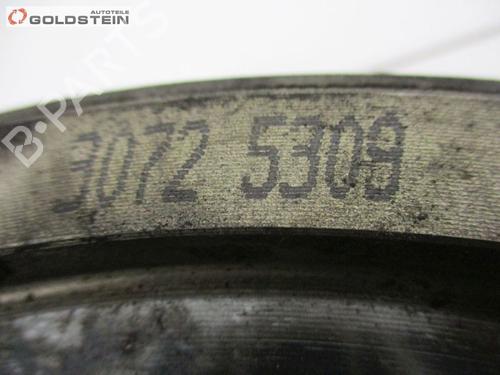 AUTOTEILE
GOLDSTEIN
B-PARTS
3072 5309